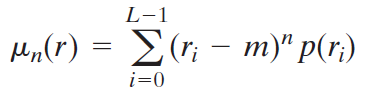 μₙ(r) = ∑_{i=0}^{L−1} (rᵢ − m)ⁿ p(rᵢ)